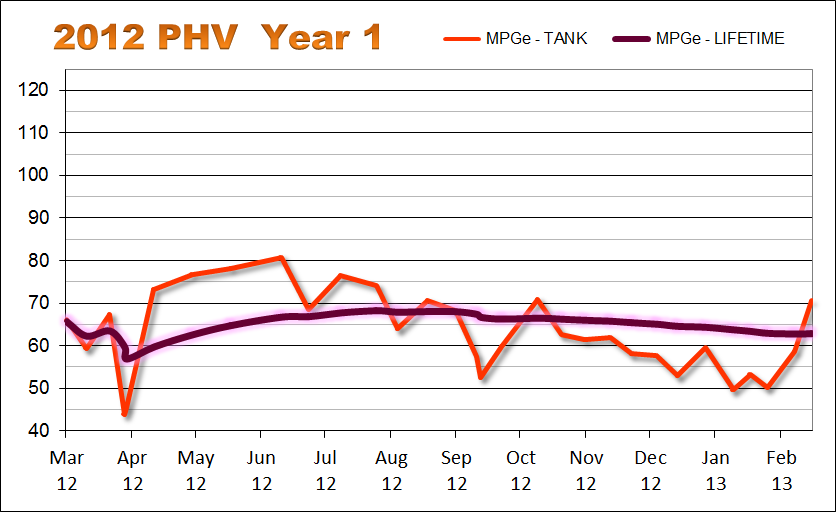 2012 PHV Year 1
MPGe - TANK
MPGe - LIFETIME
120
110
100
90
80
70
60
50
40
Mar Apr May Jun Jul Aug Sep Oct Nov Dec Jan Feb
12 12 12 12 12 12 12 12 12 12 13 13